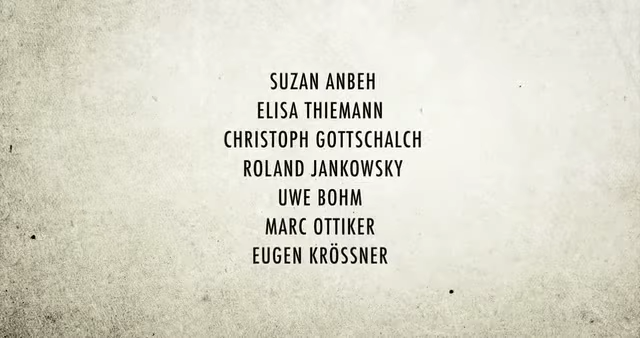 SUZAN ANBEH
ELISA THIEMANN
CHRISTOPH GOTTSCHALCH
ROLAND JANKOWSKY
UWE BOHM
MARC OTTIKER
EUGEN KRÖSSNER